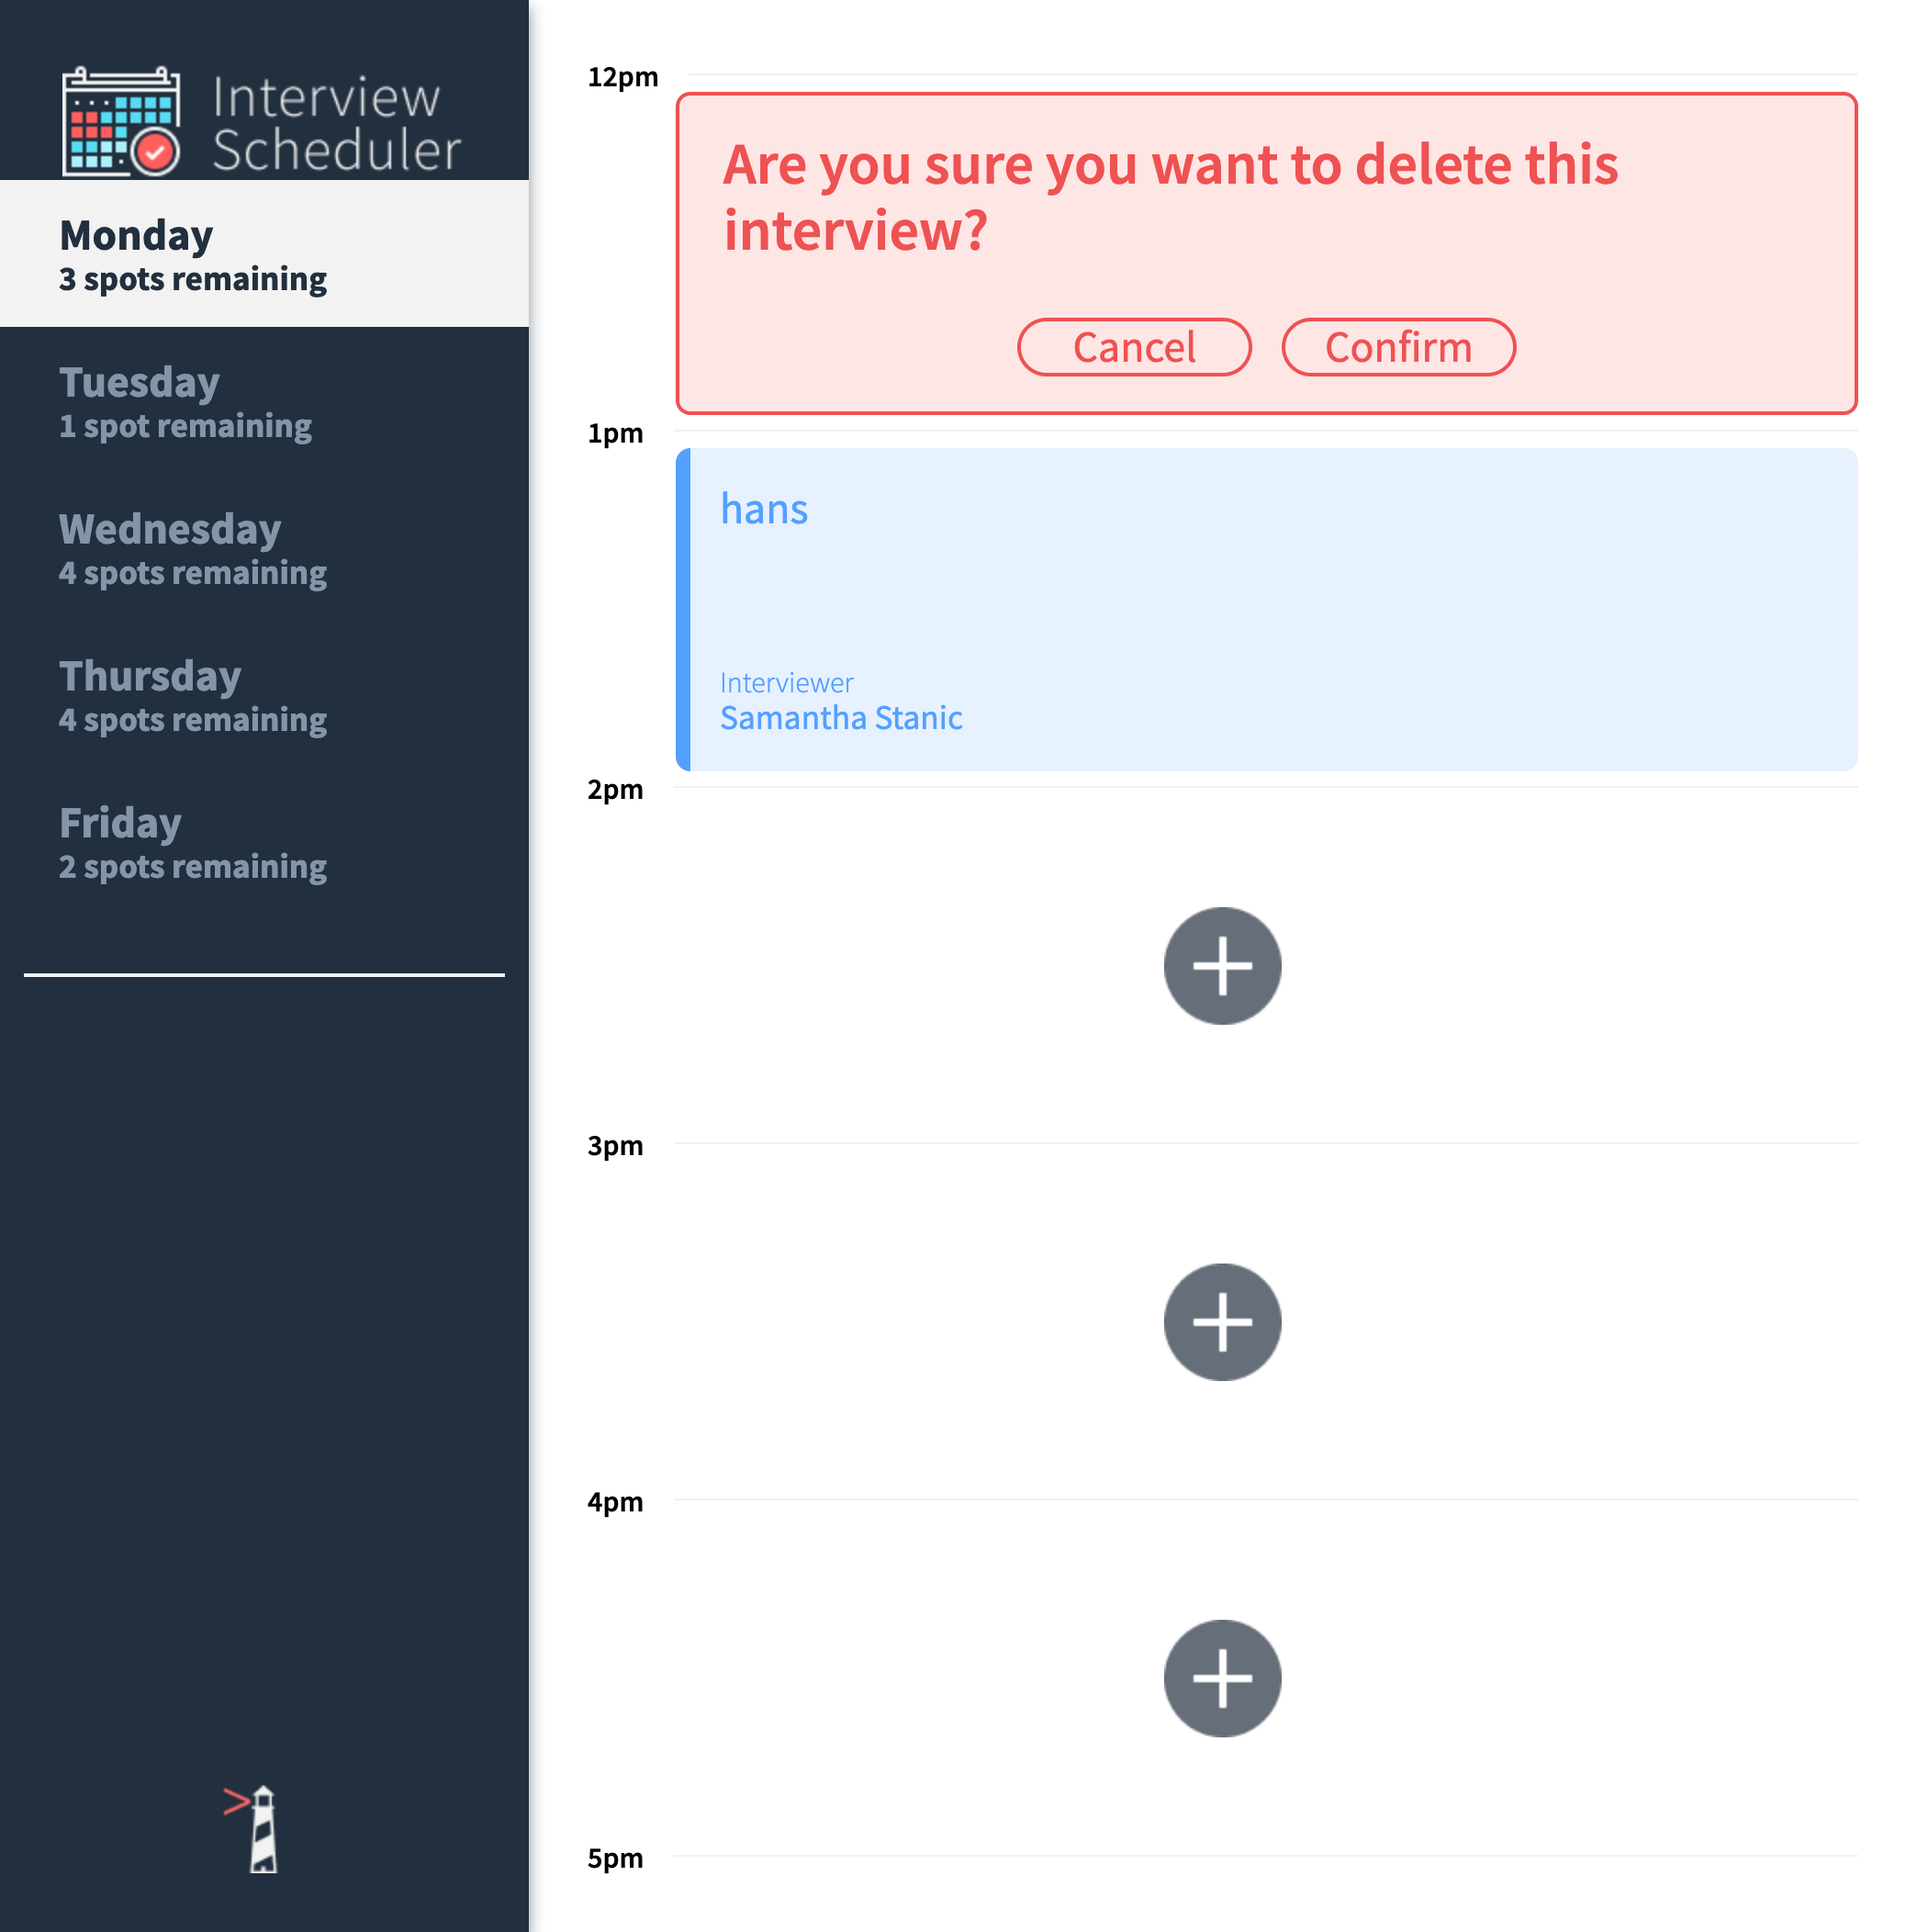 Interview
Scheduler
Monday
3 spots remaining
Tuesday
1 spot remaining
Wednesday
4 spots remaining
Thursday
4 spots remaining
Friday
2 spots remaining
12pm
Are you sure you want to delete this
interview?
Cancel
Confirm
1pm
hans
Interviewer
Samantha Stanic
2pm
3pm
4pm
5pm